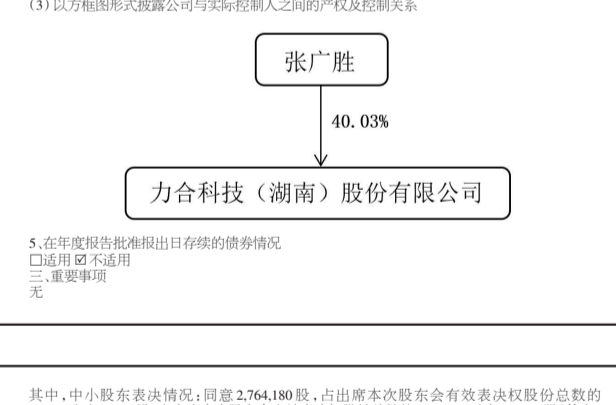 (3)以方框图形式披露公司与实际控制人之间的产权及控制关系
张广胜
40.03%
力合科技（湖南）股份有限公司
5、在年度报告批准报出日存续的债券情况
□适用 ☑不适用
三、重要事项
无
其中,中小股东表决情况:同意2,764,180股,占出席本次股东会有效表决权股份总数的